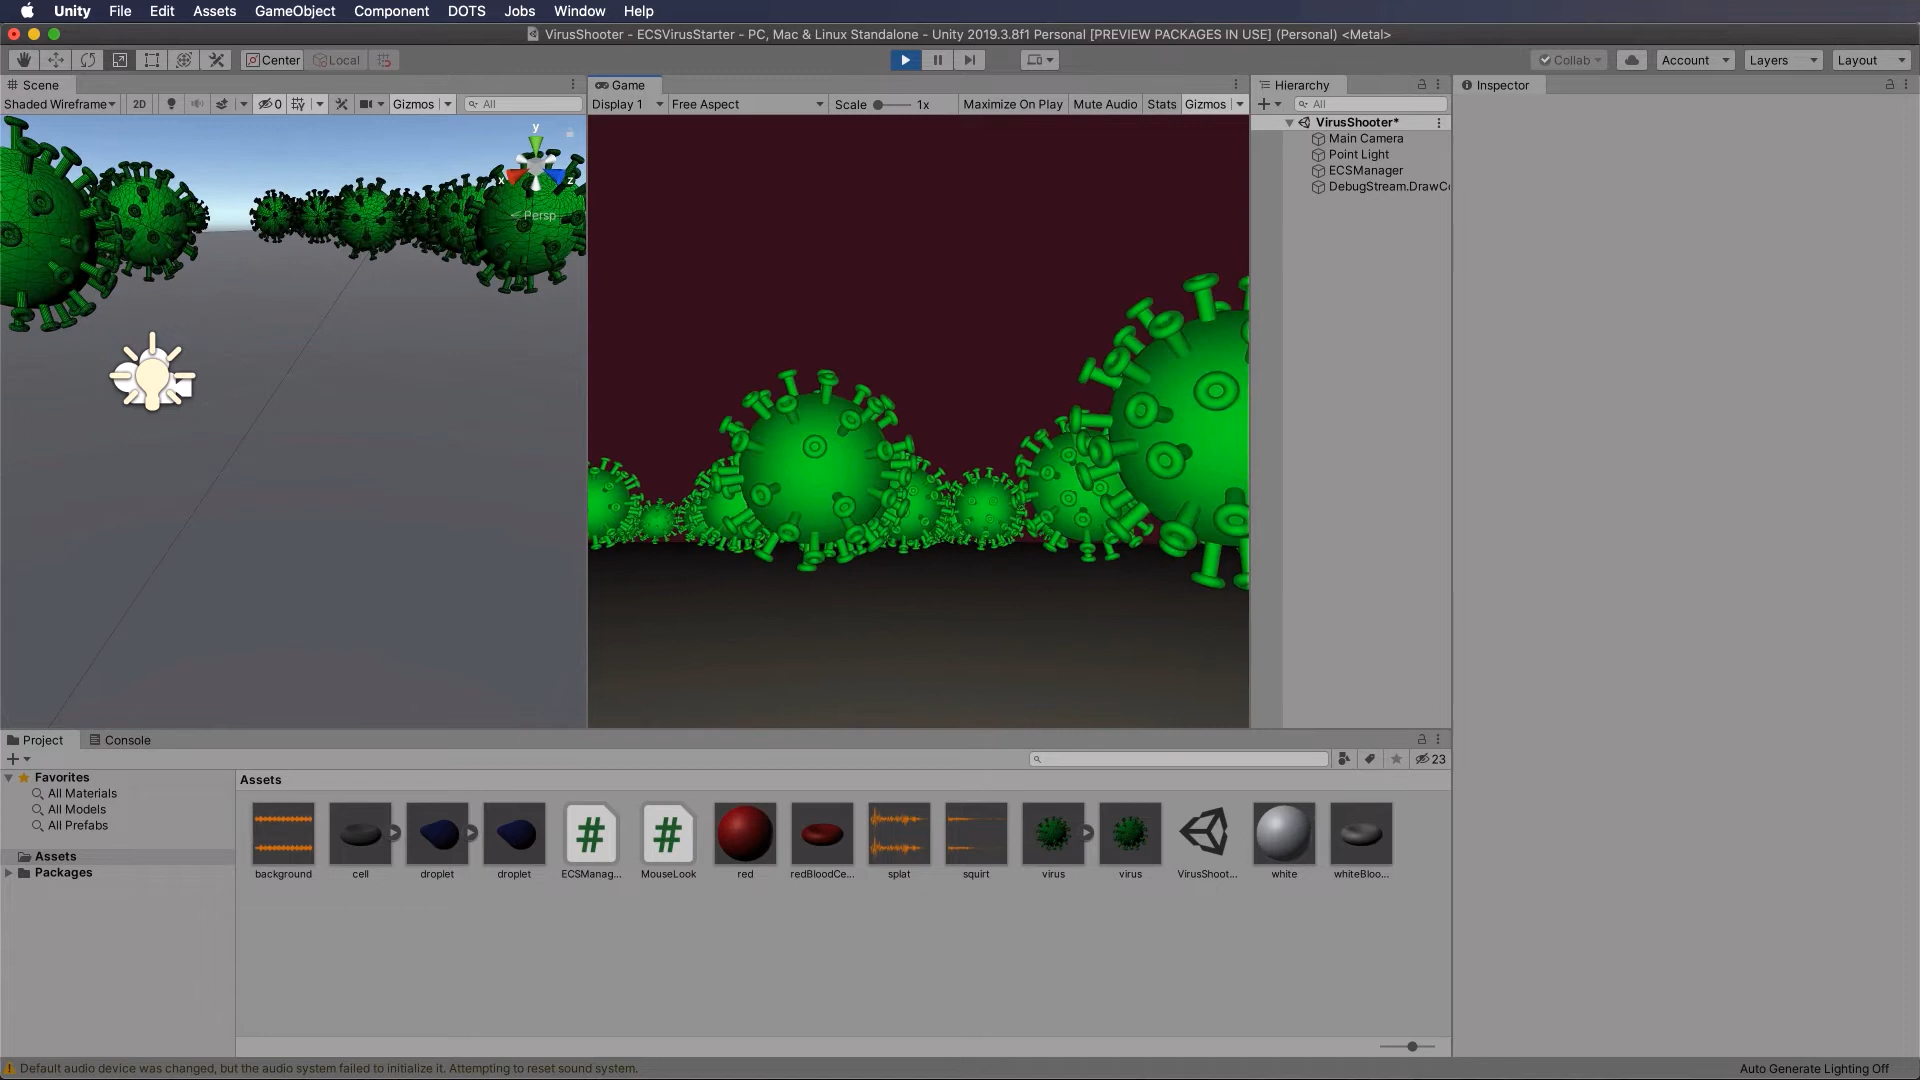 Unity File Edit Assets GameObject Component DOTS Jobs Window Help
VirusShooter - ECSVirusStarter - PC, Mac & Linux Standalone - Unity 2019.3.8f1 Personal [PREVIEW PACKAGES IN USE] (Personal) <Metal>
Center Local Collab Account Layers Layout
Scene
Shaded Wireframe 2D 0 Gizmos All
y
x z
Persp
Game
Display 1 Free Aspect Scale 1x Maximize On Play Mute Audio Stats Gizmos
Hierarchy
All
VirusShooter*
Main Camera
Point Light
ECSManager
DebugStream.DrawCo
Inspector
Project Console
23
Favorites
All Materials
All Models
All Prefabs
Assets
Packages
Assets
background cell droplet droplet ECSManag... MouseLook red redBloodCe... splat squirt virus virus VirusShoot... white whiteBloo...
Default audio device was changed, but the audio system failed to initialize it. Attempting to reset sound system.
Auto Generate Lighting Off